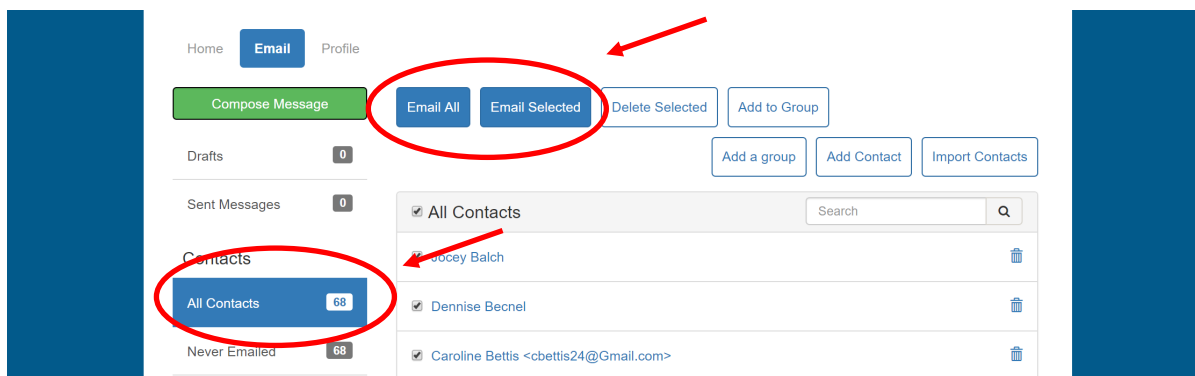 Home Email Profile
Compose Message
Email All Email Selected Delete Selected Add to Group
Drafts 0
Add a group Add Contact Import Contacts
Sent Messages 0
All Contacts Search
Contacts
Jocey Balch
All Contacts 68
Dennise Becnel
Never Emailed 68
Caroline Bettis <cbettis24@Gmail.com>